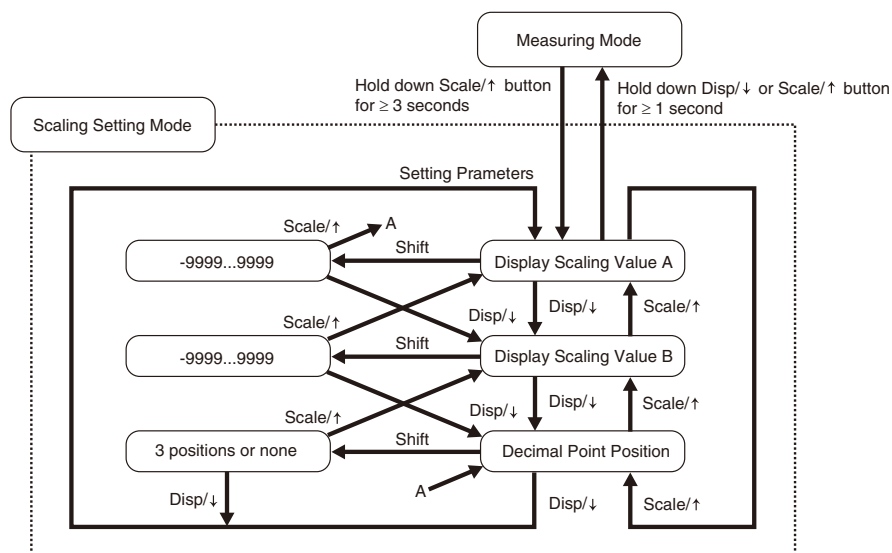 Measuring Mode
Hold down Scale/↑ button
for ≥ 3 seconds
Hold down Disp/↓ or Scale/↑ button
for ≥ 1 second
Scaling Setting Mode
Setting Prameters
Scale/↑
A
-9999...9999
Shift
Display Scaling Value A
Scale/↑
Disp/↓
Disp/↓
Scale/↑
-9999...9999
Shift
Display Scaling Value B
Scale/↑
Disp/↓
Disp/↓
Scale/↑
3 positions or none
Shift
Decimal Point Position
A
Disp/↓
Disp/↓
Scale/↑